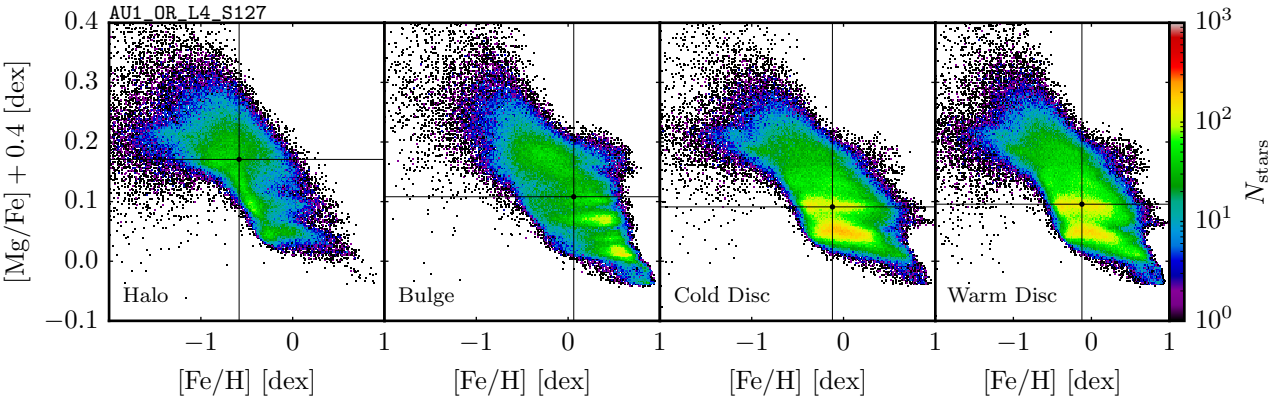 AU1_OR_L4_S127
[Mg/Fe] + 0.4 [dex]
0.4
0.3
0.2
0.1
0.0
−0.1
Halo
Bulge
Cold Disc
Warm Disc
−1 0 1
−1 0 1
−1 0 1
−1 0 1
[Fe/H] [dex]
[Fe/H] [dex]
[Fe/H] [dex]
[Fe/H] [dex]
10³
10²
10¹
10⁰
N_stars